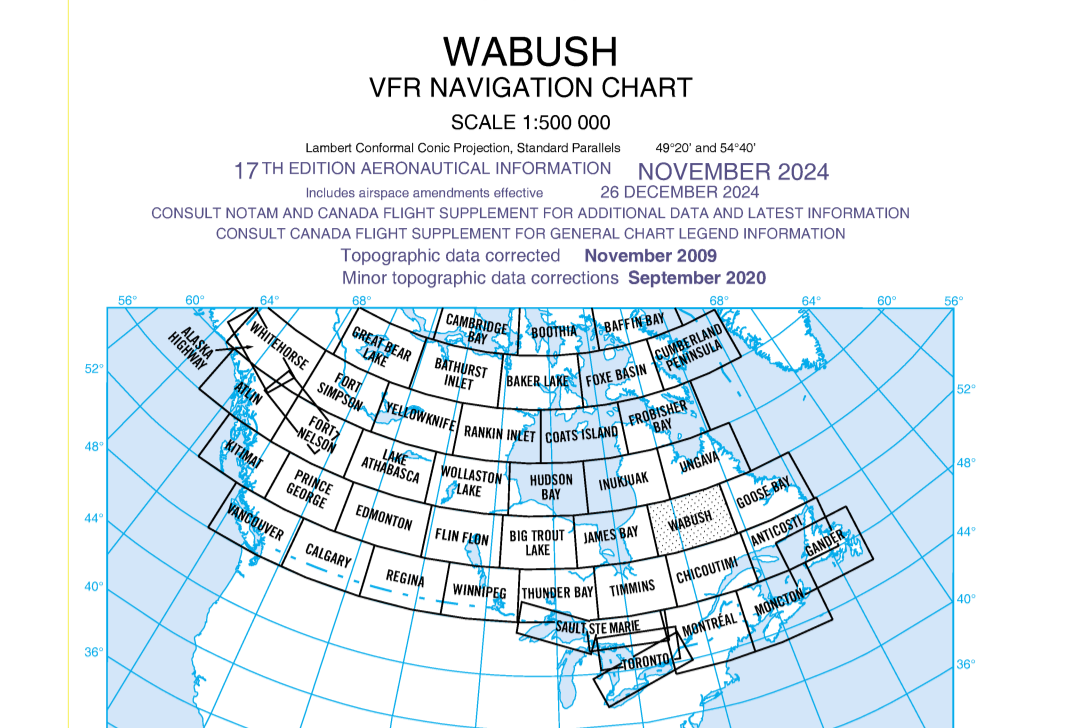 WABUSH
VFR NAVIGATION CHART
SCALE 1:500 000
Lambert Conformal Conic Projection, Standard Parallels 49°20' and 54°40'
17TH EDITION AERONAUTICAL INFORMATION NOVEMBER 2024
Includes airspace amendments effective 26 DECEMBER 2024
CONSULT NOTAM AND CANADA FLIGHT SUPPLEMENT FOR ADDITIONAL DATA AND LATEST INFORMATION
CONSULT CANADA FLIGHT SUPPLEMENT FOR GENERAL CHART LEGEND INFORMATION
Topographic data corrected November 2009
Minor topographic data corrections September 2020
56° 60° 64° 68° 68° 64° 60° 56°
ALASKA
HIGHWAY
WHITEHORSE
GREAT BEAR
LAKE
CAMBRIDGE
BAY
BOOTHIA
BAFFIN BAY
CUMBERLAND
PENINSULA
52°
ATLIN
FORT
SIMPSON
BATHURST
INLET
BAKER LAKE
FOXE BASIN
52°
FORT
NELSON
YELLOWKNIFE
RANKIN INLET
COATS ISLAND
FROBISHER
BAY
48°
KITIMAT
PRINCE
GEORGE
LAKE
ATHABASCA
WOLLASTON
LAKE
HUDSON
BAY
INUKJUAK
UNGAVA
48°
44°
VANCOUVER
EDMONTON
FLIN FLON
BIG TROUT
LAKE
JAMES BAY
WABUSH
GOOSE BAY
44°
CALGARY
REGINA
WINNIPEG
THUNDER BAY
TIMMINS
CHICOUTIMI
ANTICOSTI
GANDER
40°
SAULT STE MARIE
MONTRÉAL
MONCTON
40°
36°
TORONTO
36°